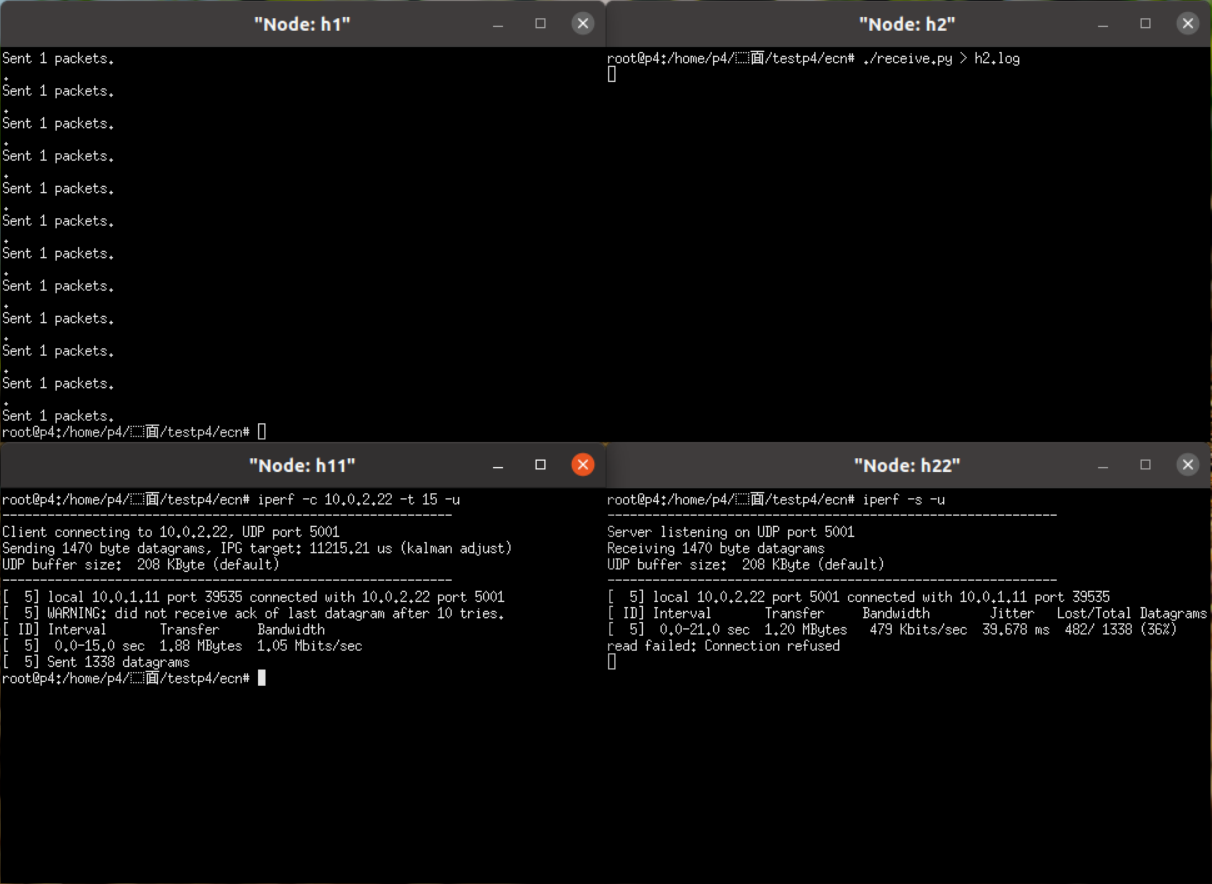 "Node: h1"
Sent 1 packets.
.
Sent 1 packets.
.
Sent 1 packets.
.
Sent 1 packets.
.
Sent 1 packets.
.
Sent 1 packets.
.
Sent 1 packets.
.
Sent 1 packets.
.
Sent 1 packets.
.
Sent 1 packets.
.
Sent 1 packets.
.
Sent 1 packets.
root@p4:/home/p4/面/testp4/ecn#
"Node: h2"
root@p4:/home/p4/面/testp4/ecn# ./receive.py > h2.log
"Node: h11"
root@p4:/home/p4/面/testp4/ecn# iperf -c 10.0.2.22 -t 15 -u
------------------------------------------------------------
Client connecting to 10.0.2.22, UDP port 5001
Sending 1470 byte datagrams, IPG target: 11215.21 us (kalman adjust)
UDP buffer size:  208 KByte (default)
------------------------------------------------------------
[  5] local 10.0.1.11 port 39535 connected with 10.0.2.22 port 5001
[  5] WARNING: did not receive ack of last datagram after 10 tries.
[ ID] Interval       Transfer     Bandwidth
[  5]  0.0-15.0 sec  1.88 MBytes  1.05 Mbits/sec
[  5] Sent 1338 datagrams
root@p4:/home/p4/面/testp4/ecn#
"Node: h22"
root@p4:/home/p4/面/testp4/ecn# iperf -s -u
------------------------------------------------------------
Server listening on UDP port 5001
Receiving 1470 byte datagrams
UDP buffer size:  208 KByte (default)
------------------------------------------------------------
[  5] local 10.0.2.22 port 5001 connected with 10.0.1.11 port 39535
[ ID] Interval       Transfer     Bandwidth        Jitter   Lost/Total Datagrams
[  5]  0.0-21.0 sec  1.20 MBytes   479 Kbits/sec  39.678 ms  482/ 1338 (36%)
read failed: Connection refused